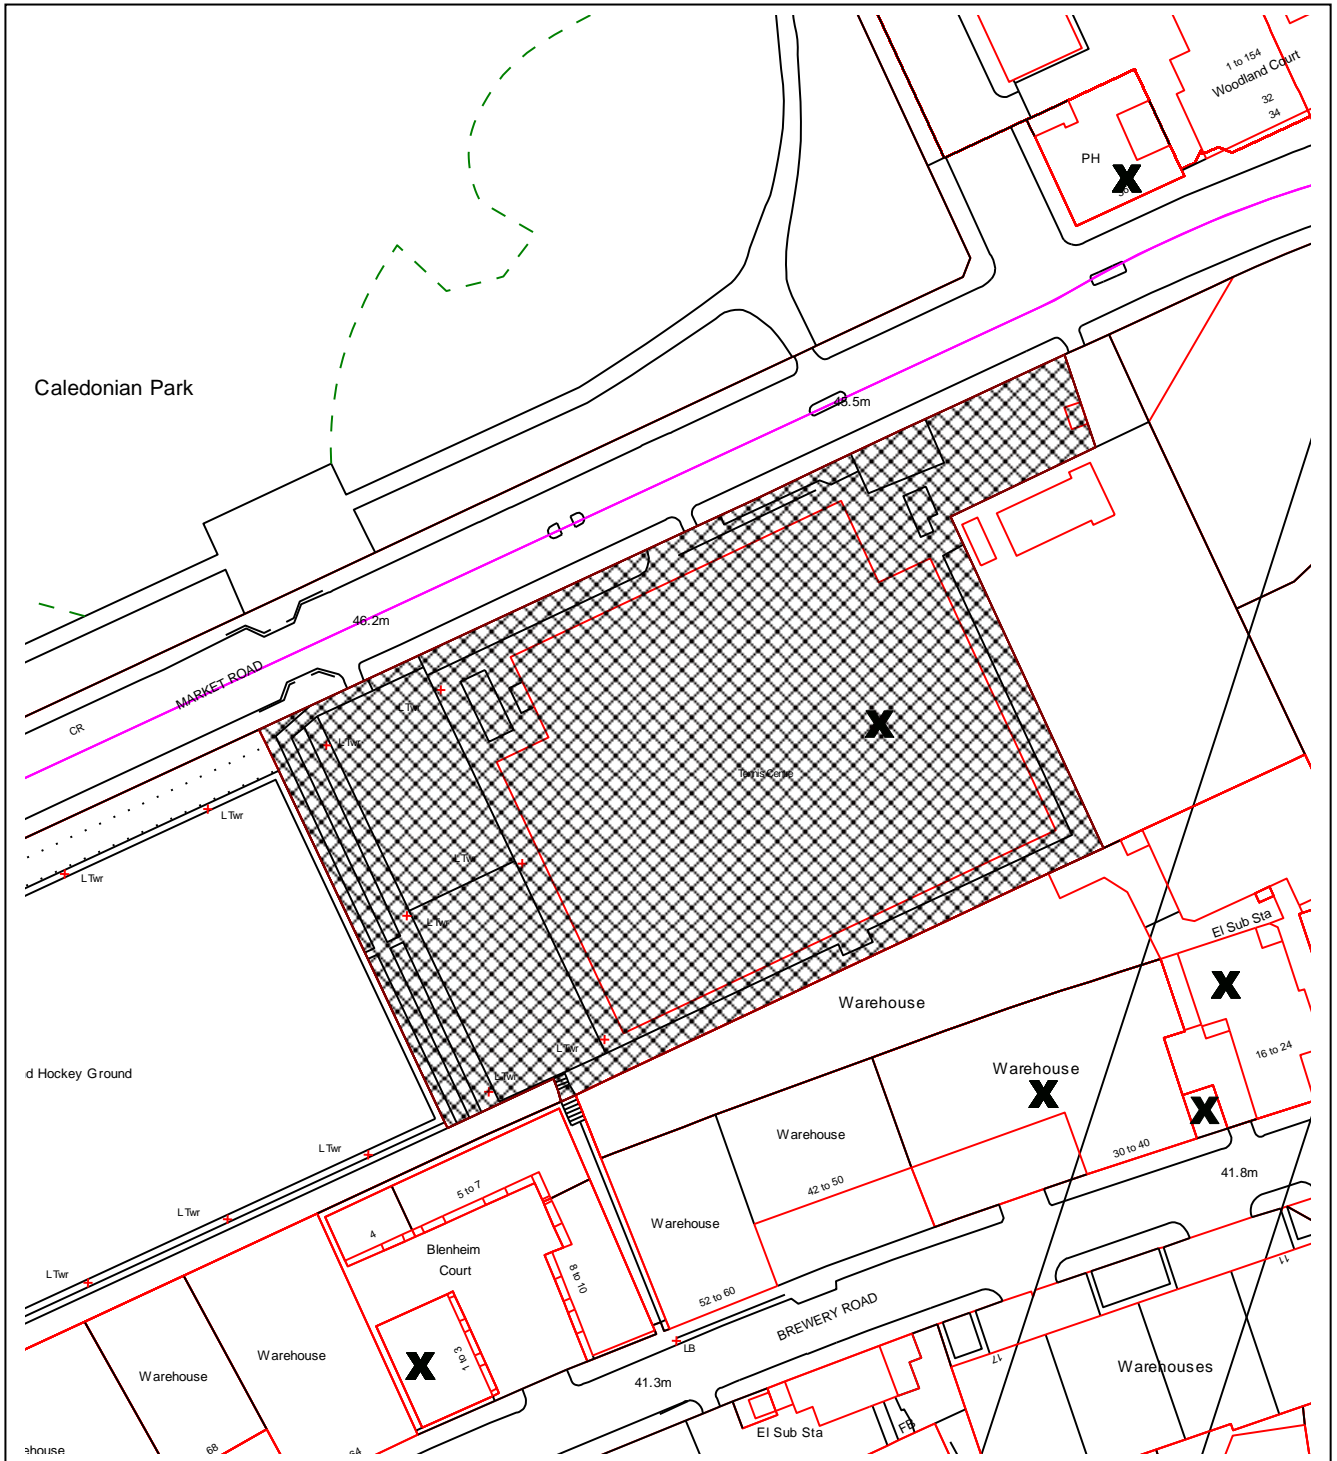 1 to 154
Woodland Court
32
34
PH
X
Caledonian Park
46.2m
MARKET ROAD
CR
L Twr
L Twr
L Twr
L Twr
X
Tennis Centre
L Twr
L Twr
El Sub Sta
X
Warehouse
L Twr
16 to 24
Warehouse
d Hockey Ground
L Twr
X
X
Warehouse
L Twr
30 to 40
41.8m
5 to 7
42 to 50
L Twr
Warehouse
4
Blenheim
Court
11
L Twr
8 to 10
52 to 60
BREWERY ROAD
LB
Warehouse
1 to 3
17
X
Warehouse
Warehouses
41.3m
FB
El Sub Sta
68
64
ehouse